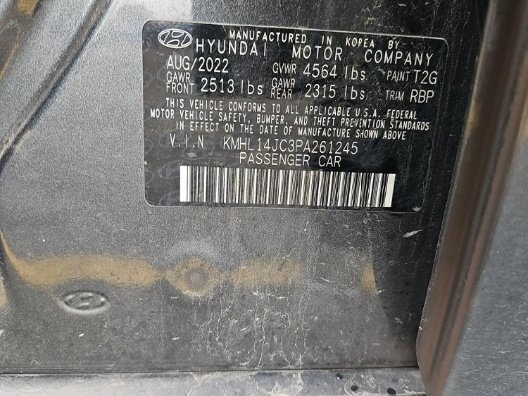 MANUFACTURED IN KOREA BY
HYUNDAI MOTOR COMPANY
AUG/2022 GVWR 4564 lbs PAINT T2G
GAWR FRONT 2513 lbs GAWR REAR 2315 lbs TRIM RBP
THIS VEHICLE CONFORMS TO ALL APPLICABLE U.S.A. FEDERAL
MOTOR VEHICLE SAFETY, BUMPER, AND THEFT PREVENTION STANDARDS
IN EFFECT ON THE DATE OF MANUFACTURE SHOWN ABOVE.
V.I.N KMHL14JC3PA261245
PASSENGER CAR